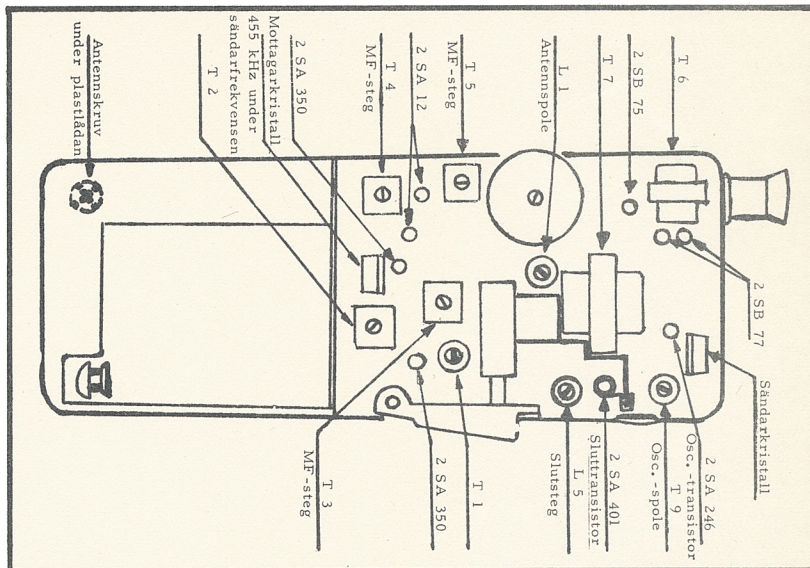 T 6
2 SB 75
T 7
L 1
Antennspole
T 5
MF-steg
2 SA 12
T 4
MF-steg
2 SA 350
Mottagarkristall
455 kHz under
sändarfrekvensen
T 2
Antennskruv
under plastlådan
2 SB 77
Sändarkristall
2 SA 246
Osc.-transistor
T 9
Osc.-spole
2 SA 401
Sluttransistor
L 5
Slutsteg
T 1
2 SA 350
T 3
MF-steg